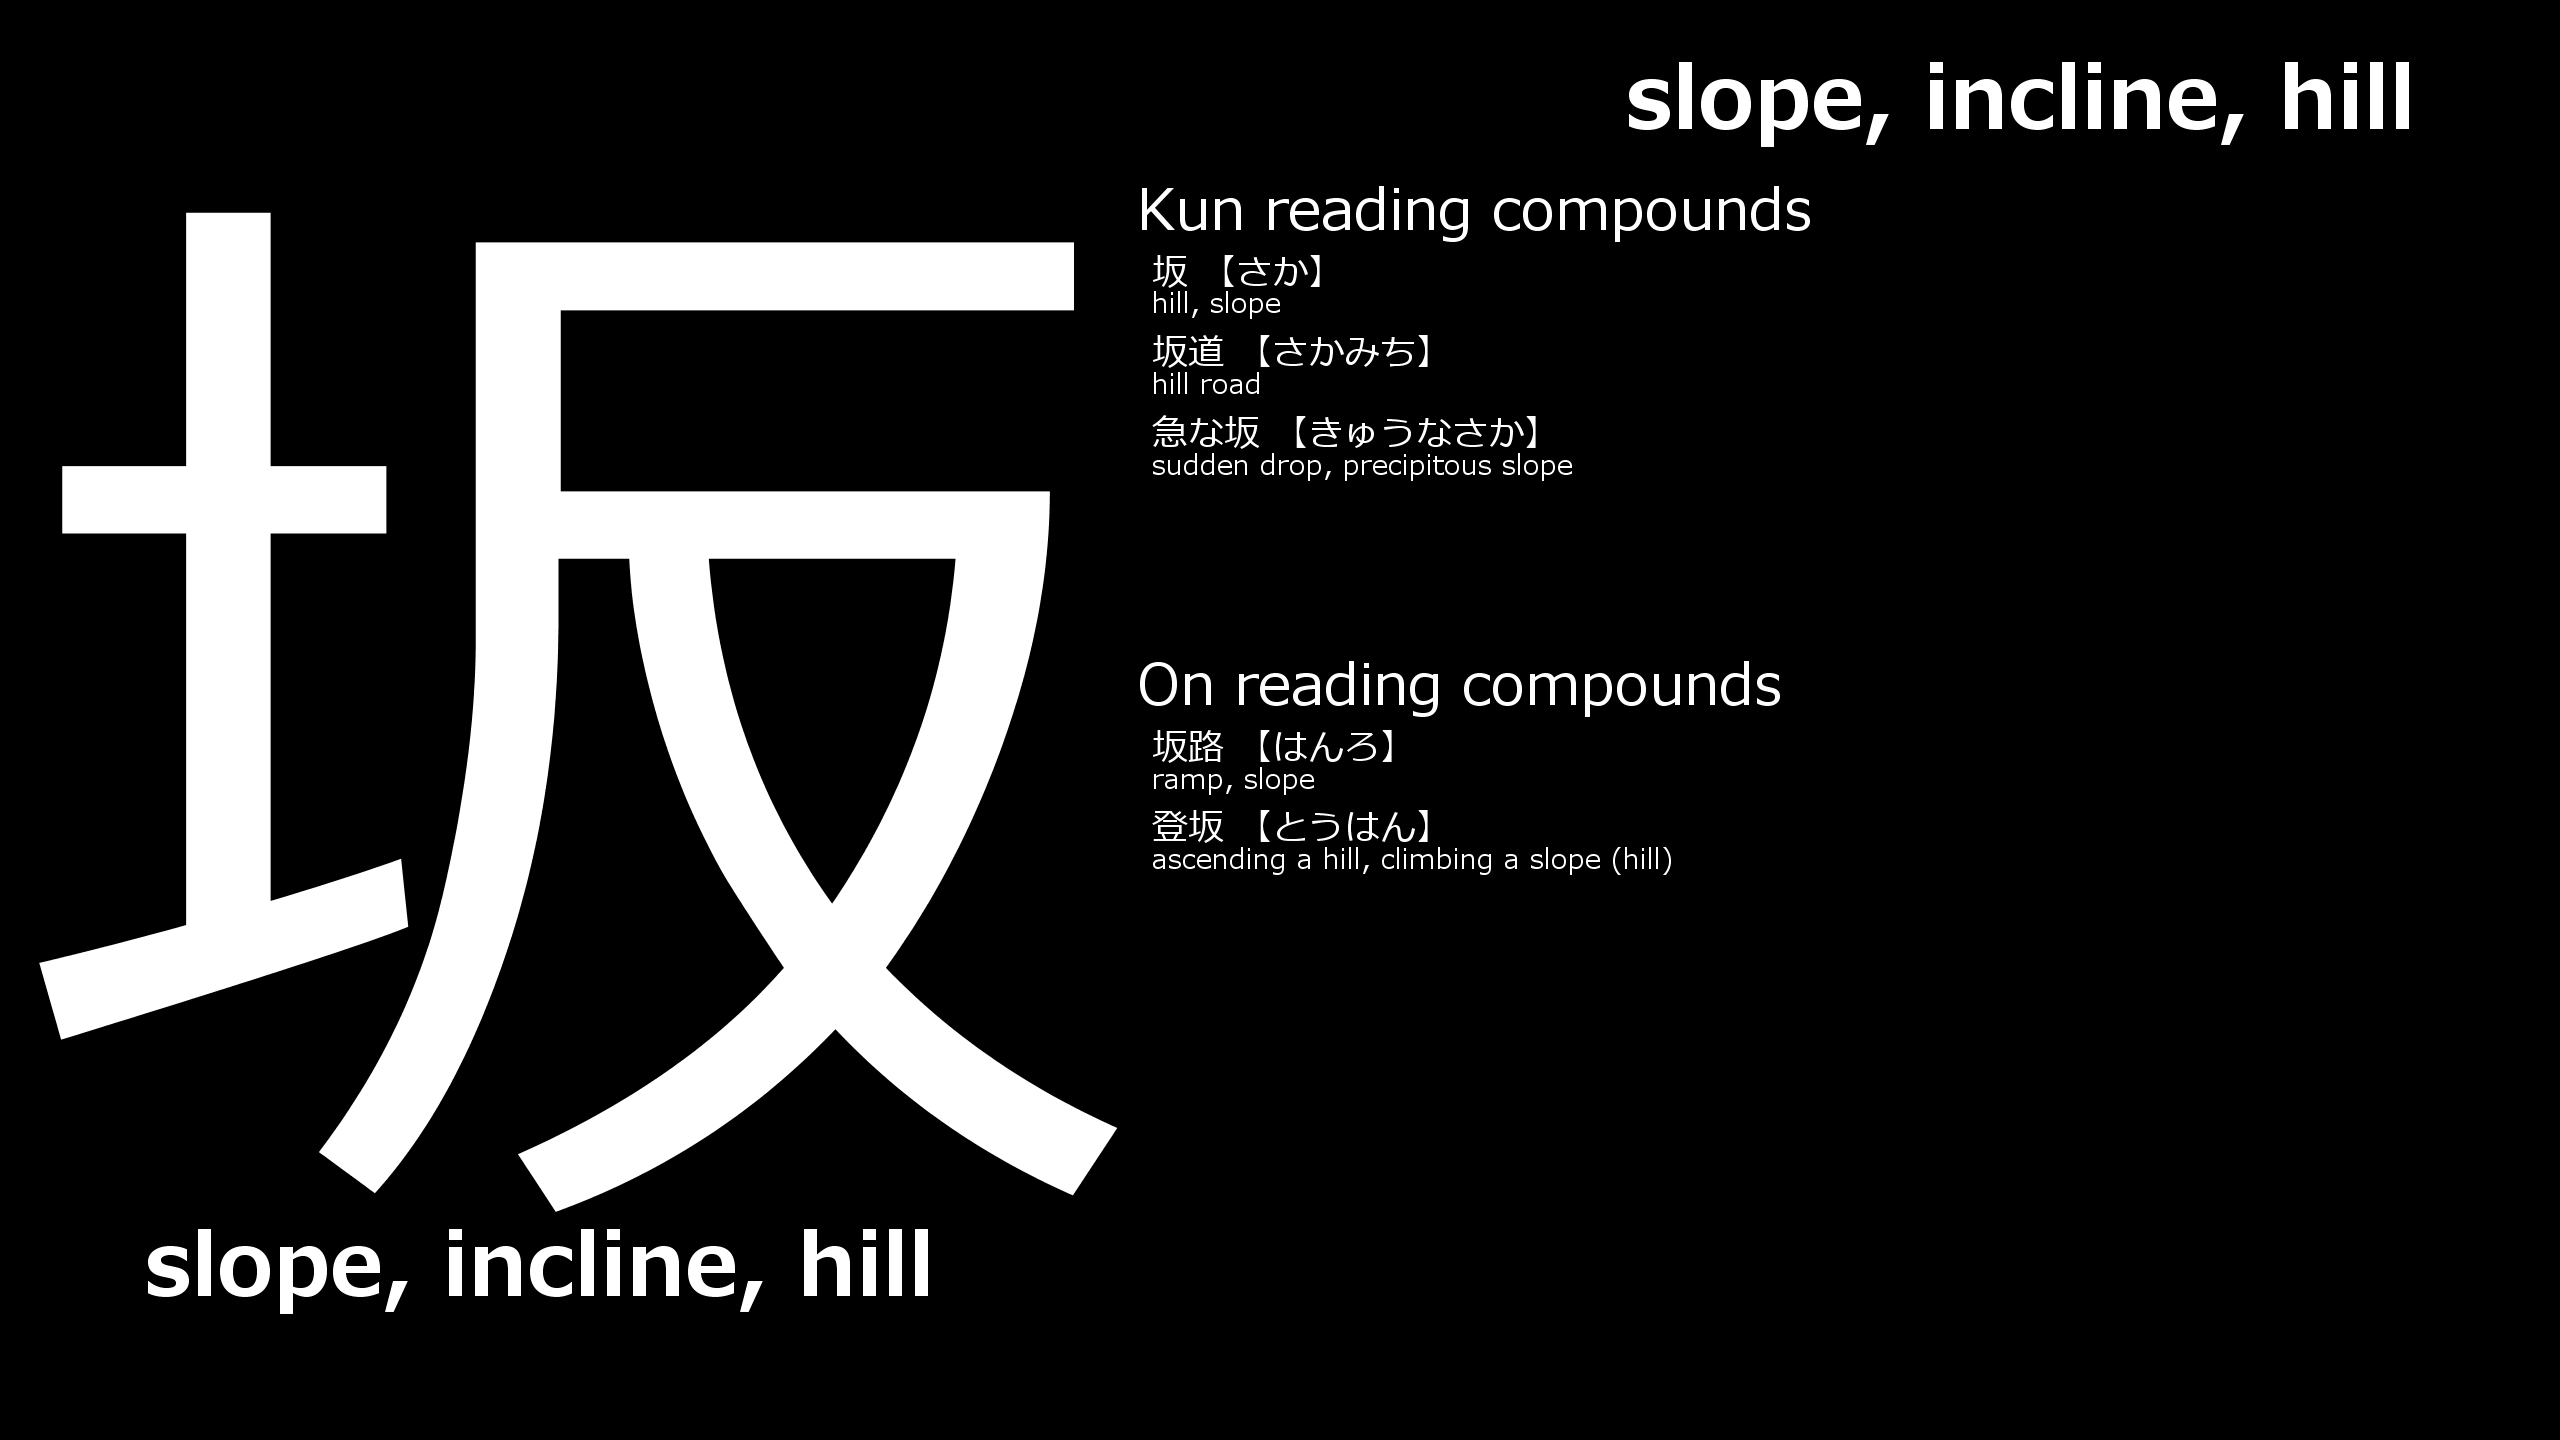 slope, incline, hill
坂
slope, incline, hill
Kun reading compounds
坂 【さか】
hill, slope
坂道 【さかみち】
hill road
急な坂 【きゅうなさか】
sudden drop, precipitous slope
On reading compounds
坂路 【はんろ】
ramp, slope
登坂 【とうはん】
ascending a hill, climbing a slope (hill)